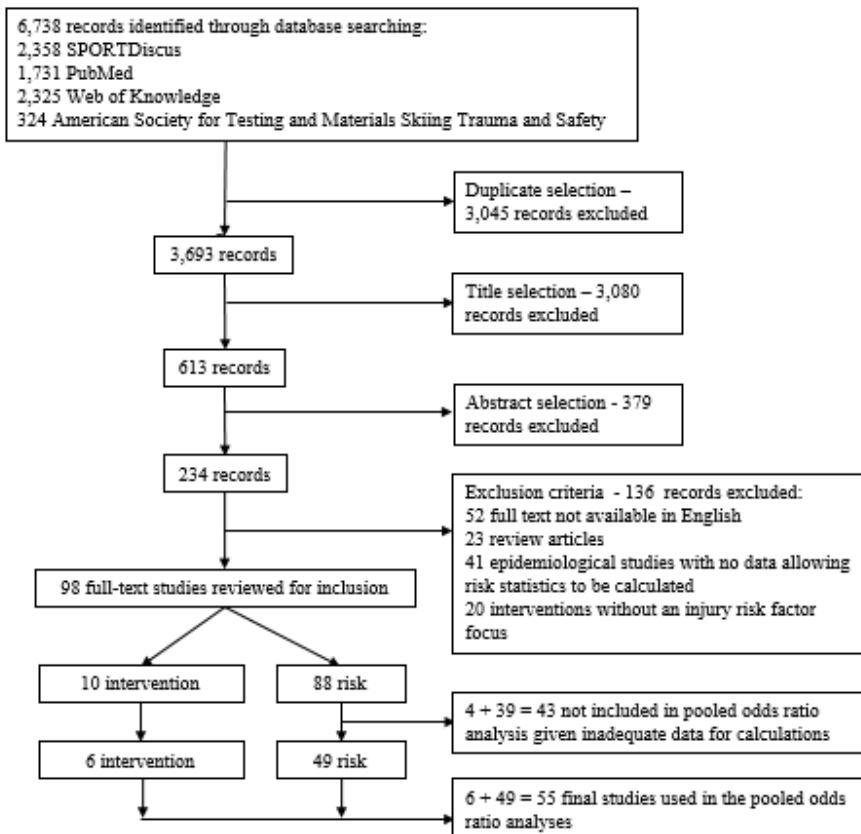 6,738 records identified through database searching:
2,358 SPORTDiscus
1,731 PubMed
2,325 Web of Knowledge
324 American Society for Testing and Materials Skiing Trauma and Safety
Duplicate selection –
3,045 records excluded
3,693 records
Title selection – 3,080
records excluded
613 records
Abstract selection - 379
records excluded
234 records
Exclusion criteria - 136 records excluded:
52 full text not available in English
23 review articles
41 epidemiological studies with no data allowing
risk statistics to be calculated
20 interventions without an injury risk factor
focus
98 full-text studies reviewed for inclusion
10 intervention
88 risk
4 + 39 = 43 not included in pooled odds ratio
analysis given inadequate data for calculations
6 intervention
49 risk
6 + 49 = 55 final studies used in the pooled odds
ratio analyses